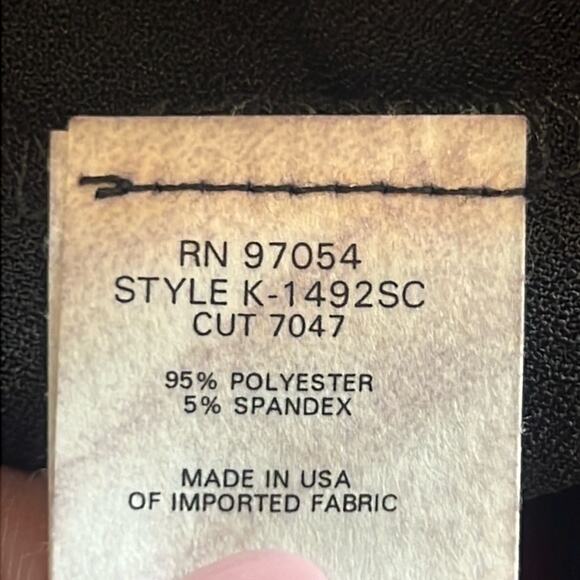 RN 97054
STYLE K-1492SC
CUT 7047
95% POLYESTER
5% SPANDEX
MADE IN USA
OF IMPORTED FABRIC